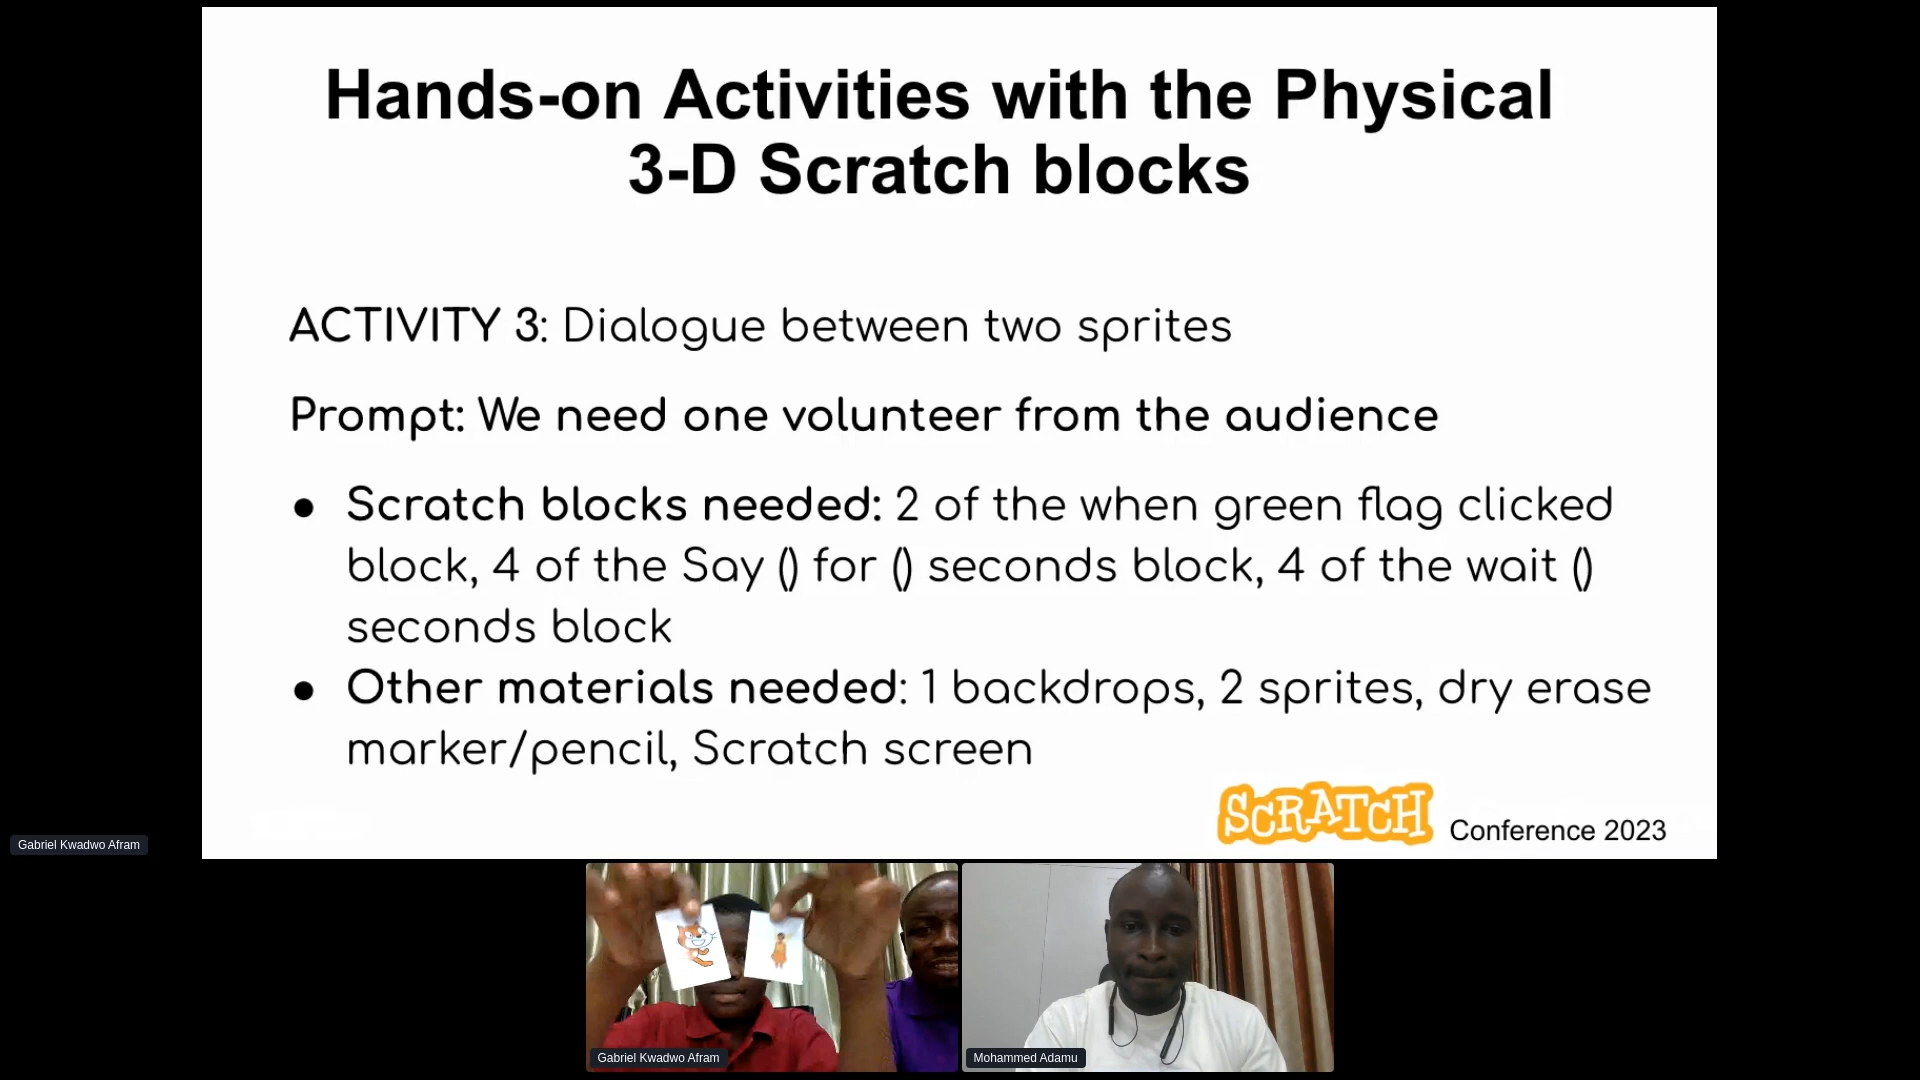 Hands-on Activities with the Physical
3-D Scratch blocks
ACTIVITY 3: Dialogue between two sprites
Prompt: We need one volunteer from the audience
● Scratch blocks needed: 2 of the when green flag clicked
block, 4 of the Say () for () seconds block, 4 of the wait ()
seconds block
● Other materials needed: 1 backdrops, 2 sprites, dry erase
marker/pencil, Scratch screen
SCRATCH Conference 2023
Gabriel Kwadwo Afram
Gabriel Kwadwo Afram
Mohammed Adamu